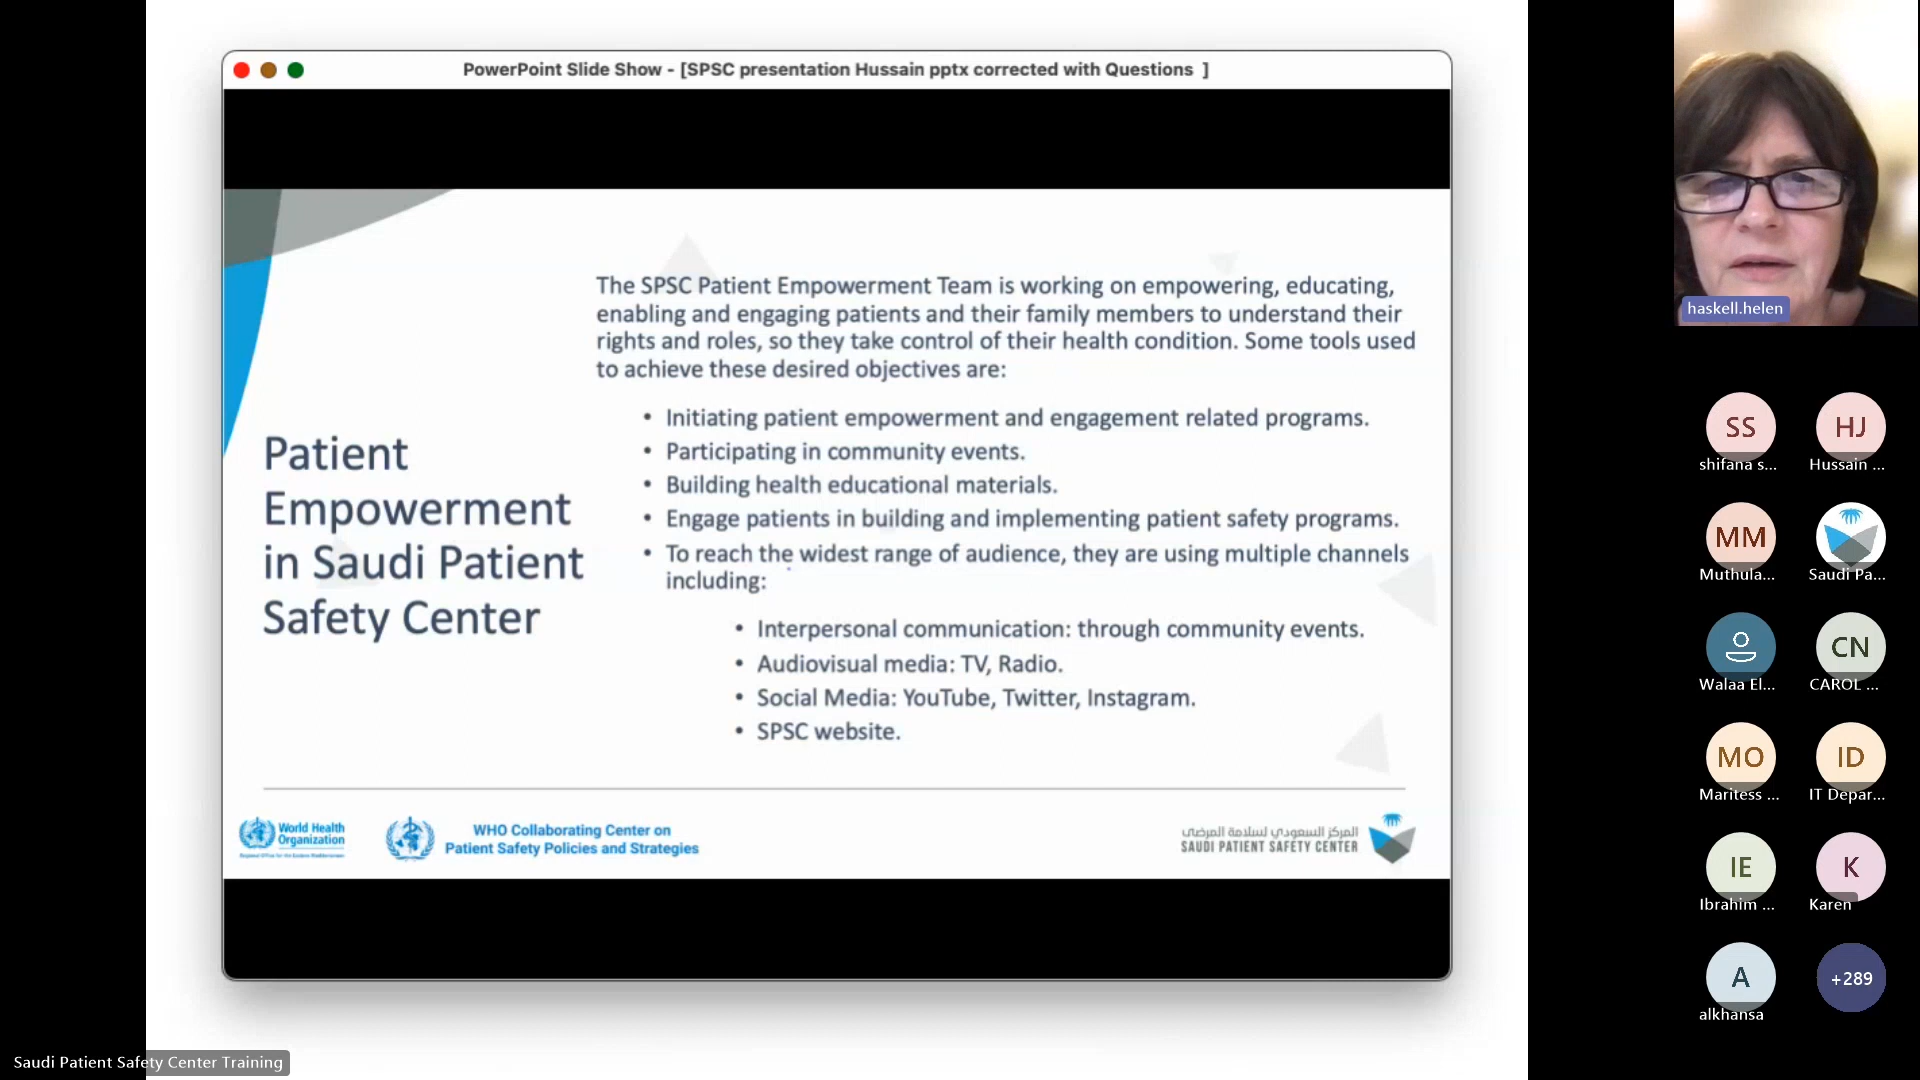 PowerPoint Slide Show - [SPSC presentation Hussain pptx corrected with Questions ]
Patient
Empowerment
in Saudi Patient
Safety Center
The SPSC Patient Empowerment Team is working on empowering, educating,
enabling and engaging patients and their family members to understand their
rights and roles, so they take control of their health condition. Some tools used
to achieve these desired objectives are:
• Initiating patient empowerment and engagement related programs.
• Participating in community events.
• Building health educational materials.
• Engage patients in building and implementing patient safety programs.
• To reach the widest range of audience, they are using multiple channels
including:
• Interpersonal communication: through community events.
• Audiovisual media: TV, Radio.
• Social Media: YouTube, Twitter, Instagram.
• SPSC website.
World Health
Organization
Regional Office for the Eastern Mediterranean
WHO Collaborating Center on
Patient Safety Policies and Strategies
المركز السعودي لسلامة المرضى
SAUDI PATIENT SAFETY CENTER
haskell.helen
SS
shifana s...
HJ
Hussain ...
MM
Muthula...
Saudi Pa...
Walaa El...
CN
CAROL ...
MO
Maritess ...
ID
IT Depar...
IE
Ibrahim ...
K
Karen
A
alkhansa
+289
Saudi Patient Safety Center Training